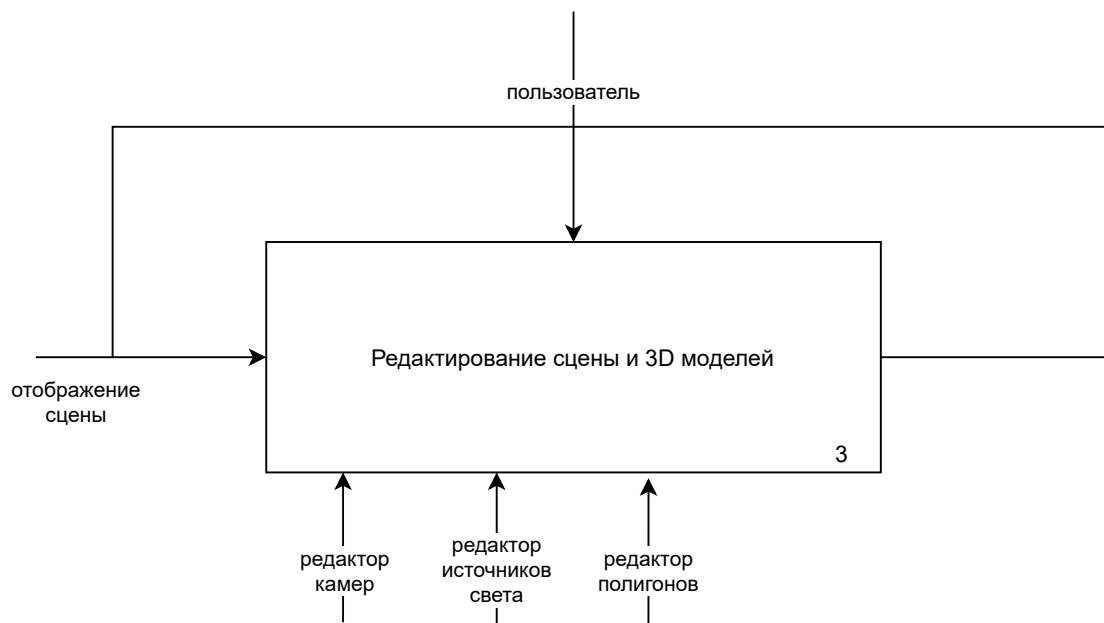 пользователь
Редактирование сцены и 3D моделей
отображение
сцены
3
редактор
камер
редактор
источников
света
редактор
полигонов